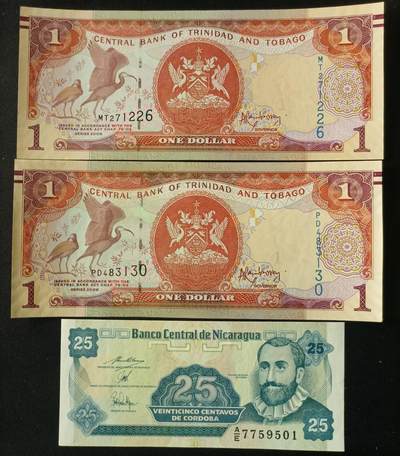 1 CENTRAL BANK OF TRINIDAD AND TOBAGO 1
MT271226
MT271226
ISSUED IN ACCORDANCE WITH THE
CENTRAL BANK ACT CHAP. 79:02
SERIES 2006
GOVERNOR
1 ONE DOLLAR 1
1 CENTRAL BANK OF TRINIDAD AND TOBAGO 1
PD483130
PD483130
ISSUED IN ACCORDANCE WITH THE
CENTRAL BANK ACT CHAP. 79:02
SERIES 2006
GOVERNOR
1 ONE DOLLAR 1
Banco Central de Nicaragua
25 25
25
VEINTICINCO CENTAVOS
DE CORDOBA
A/E 7759501
25 25